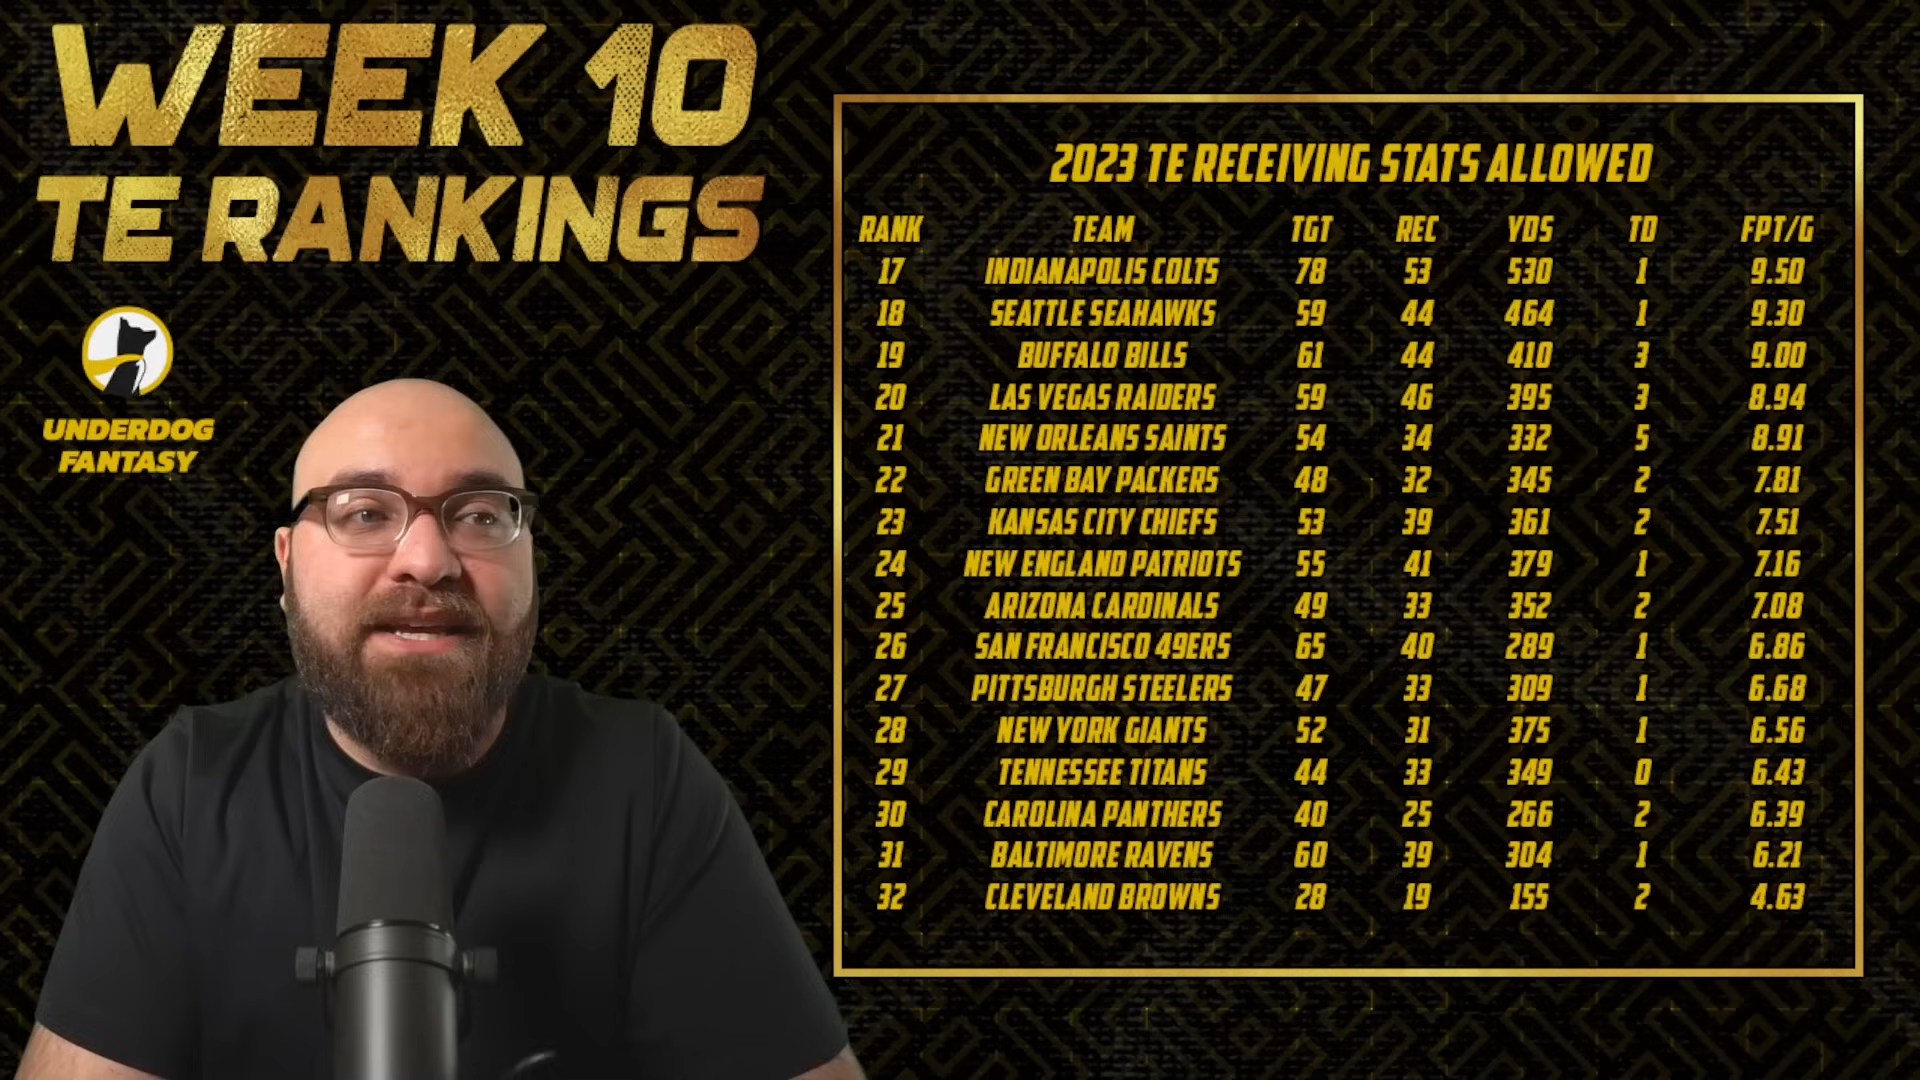 WEEK 10
TE RANKINGS
UNDERDOG
FANTASY
2023 TE RECEIVING STATS ALLOWED
RANK TEAM TGT REC YDS TD FPT/G
17 INDIANAPOLIS COLTS 78 53 530 1 9.50
18 SEATTLE SEAHAWKS 59 44 464 1 9.30
19 BUFFALO BILLS 61 44 410 3 9.00
20 LAS VEGAS RAIDERS 59 46 395 3 8.94
21 NEW ORLEANS SAINTS 54 34 332 5 8.91
22 GREEN BAY PACKERS 48 32 345 2 7.81
23 KANSAS CITY CHIEFS 53 39 361 2 7.51
24 NEW ENGLAND PATRIOTS 55 41 379 1 7.16
25 ARIZONA CARDINALS 49 33 352 2 7.08
26 SAN FRANCISCO 49ERS 65 40 289 1 6.86
27 PITTSBURGH STEELERS 47 33 309 1 6.68
28 NEW YORK GIANTS 52 31 375 1 6.56
29 TENNESSEE TITANS 44 33 349 0 6.43
30 CAROLINA PANTHERS 40 25 266 2 6.39
31 BALTIMORE RAVENS 60 39 304 1 6.21
32 CLEVELAND BROWNS 28 19 155 2 4.63